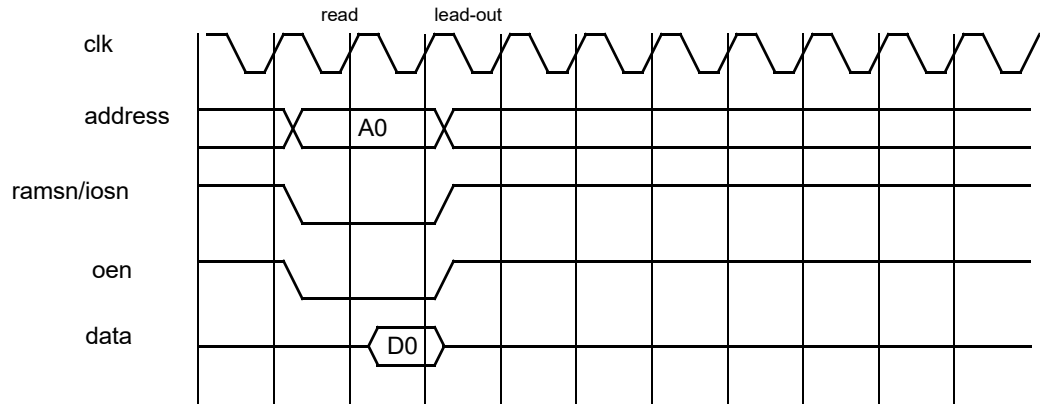 read lead-out
clk
address
A0
ramsn/iosn
oen
data
D0